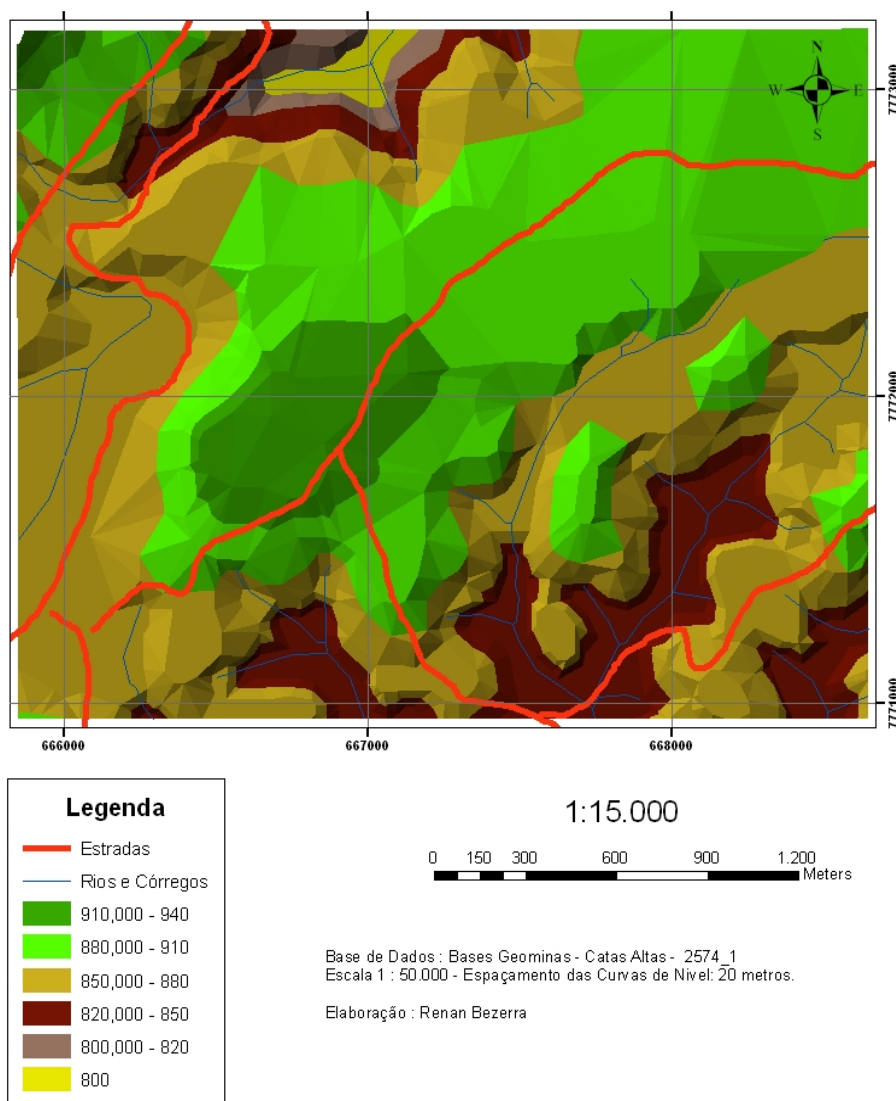 N
W E
S
7773000
7772000
7771000
666000 667000 668000
Legenda
Estradas
Rios e Córregos
910,000 - 940
880,000 - 910
850,000 - 880
820,000 - 850
800,000 - 820
800
1:15.000
0 150 300 600 900 1.200
Meters
Base de Dados : Bases Geominas - Catas Altas - 2574_1
Escala 1 : 50.000 - Espaçamento das Curvas de Nivel: 20 metros.
Elaboração : Renan Bezerra